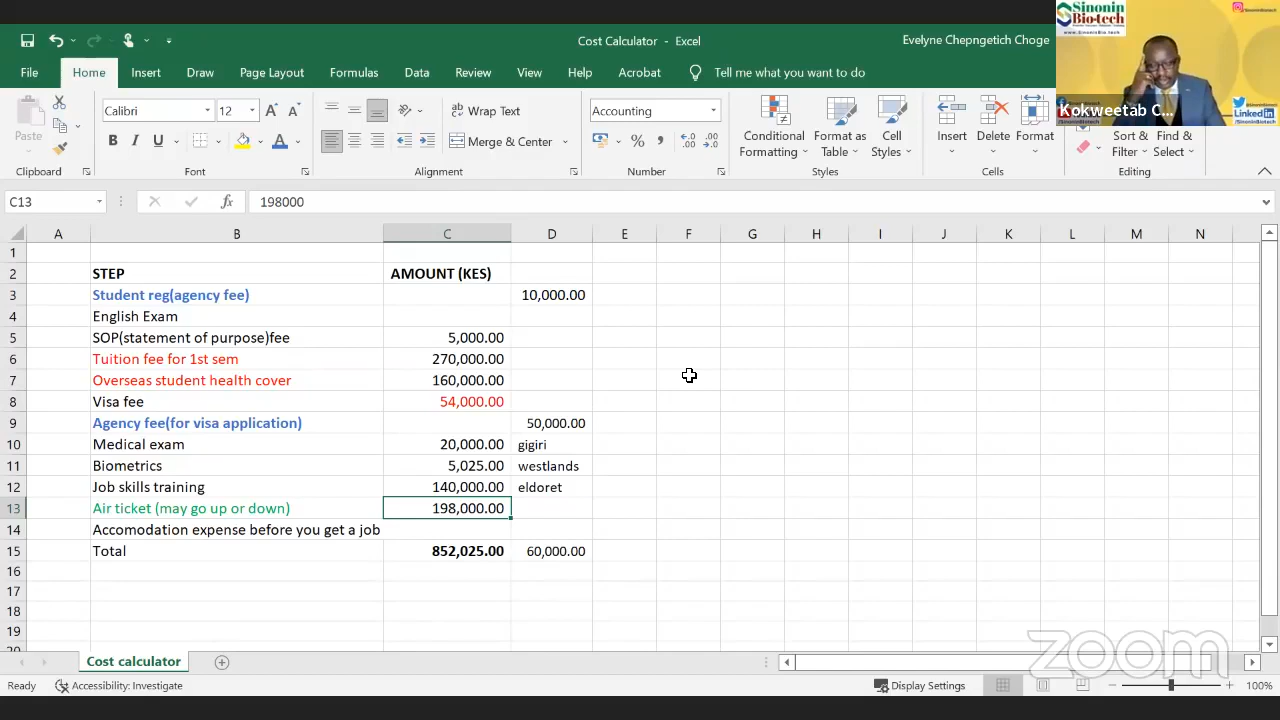 Cost Calculator - Excel
Evelyne Chepngetich Choge
Sinonin
Bio-tech
File Home Insert Draw Page Layout Formulas Data Review View Help Acrobat Tell me what you want to do
Kokweetab C...
LinkedIn
Paste
Calibri 12
Wrap Text
Merge & Center
Accounting
Conditional Formatting
Format as Table
Cell Styles
Insert
Delete
Format
Sort & Filter
Find & Select
Clipboard Font Alignment Number Styles Cells Editing
C13 fx 198000
A B C D E F G H I J K L M N
1
2 STEP AMOUNT (KES)
3 Student reg(agency fee) 10,000.00
4 English Exam
5 SOP(statement of purpose)fee 5,000.00
6 Tuition fee for 1st sem 270,000.00
7 Overseas student health cover 160,000.00
8 Visa fee 54,000.00
9 Agency fee(for visa application) 50,000.00
10 Medical exam 20,000.00 gigiri
11 Biometrics 5,025.00 westlands
12 Job skills training 140,000.00 eldoret
13 Air ticket (may go up or down) 198,000.00
14 Accomodation expense before you get a job
15 Total 852,025.00 60,000.00
16
17
18
19
Cost calculator
zoom
Ready Accessibility: Investigate Display Settings 100%